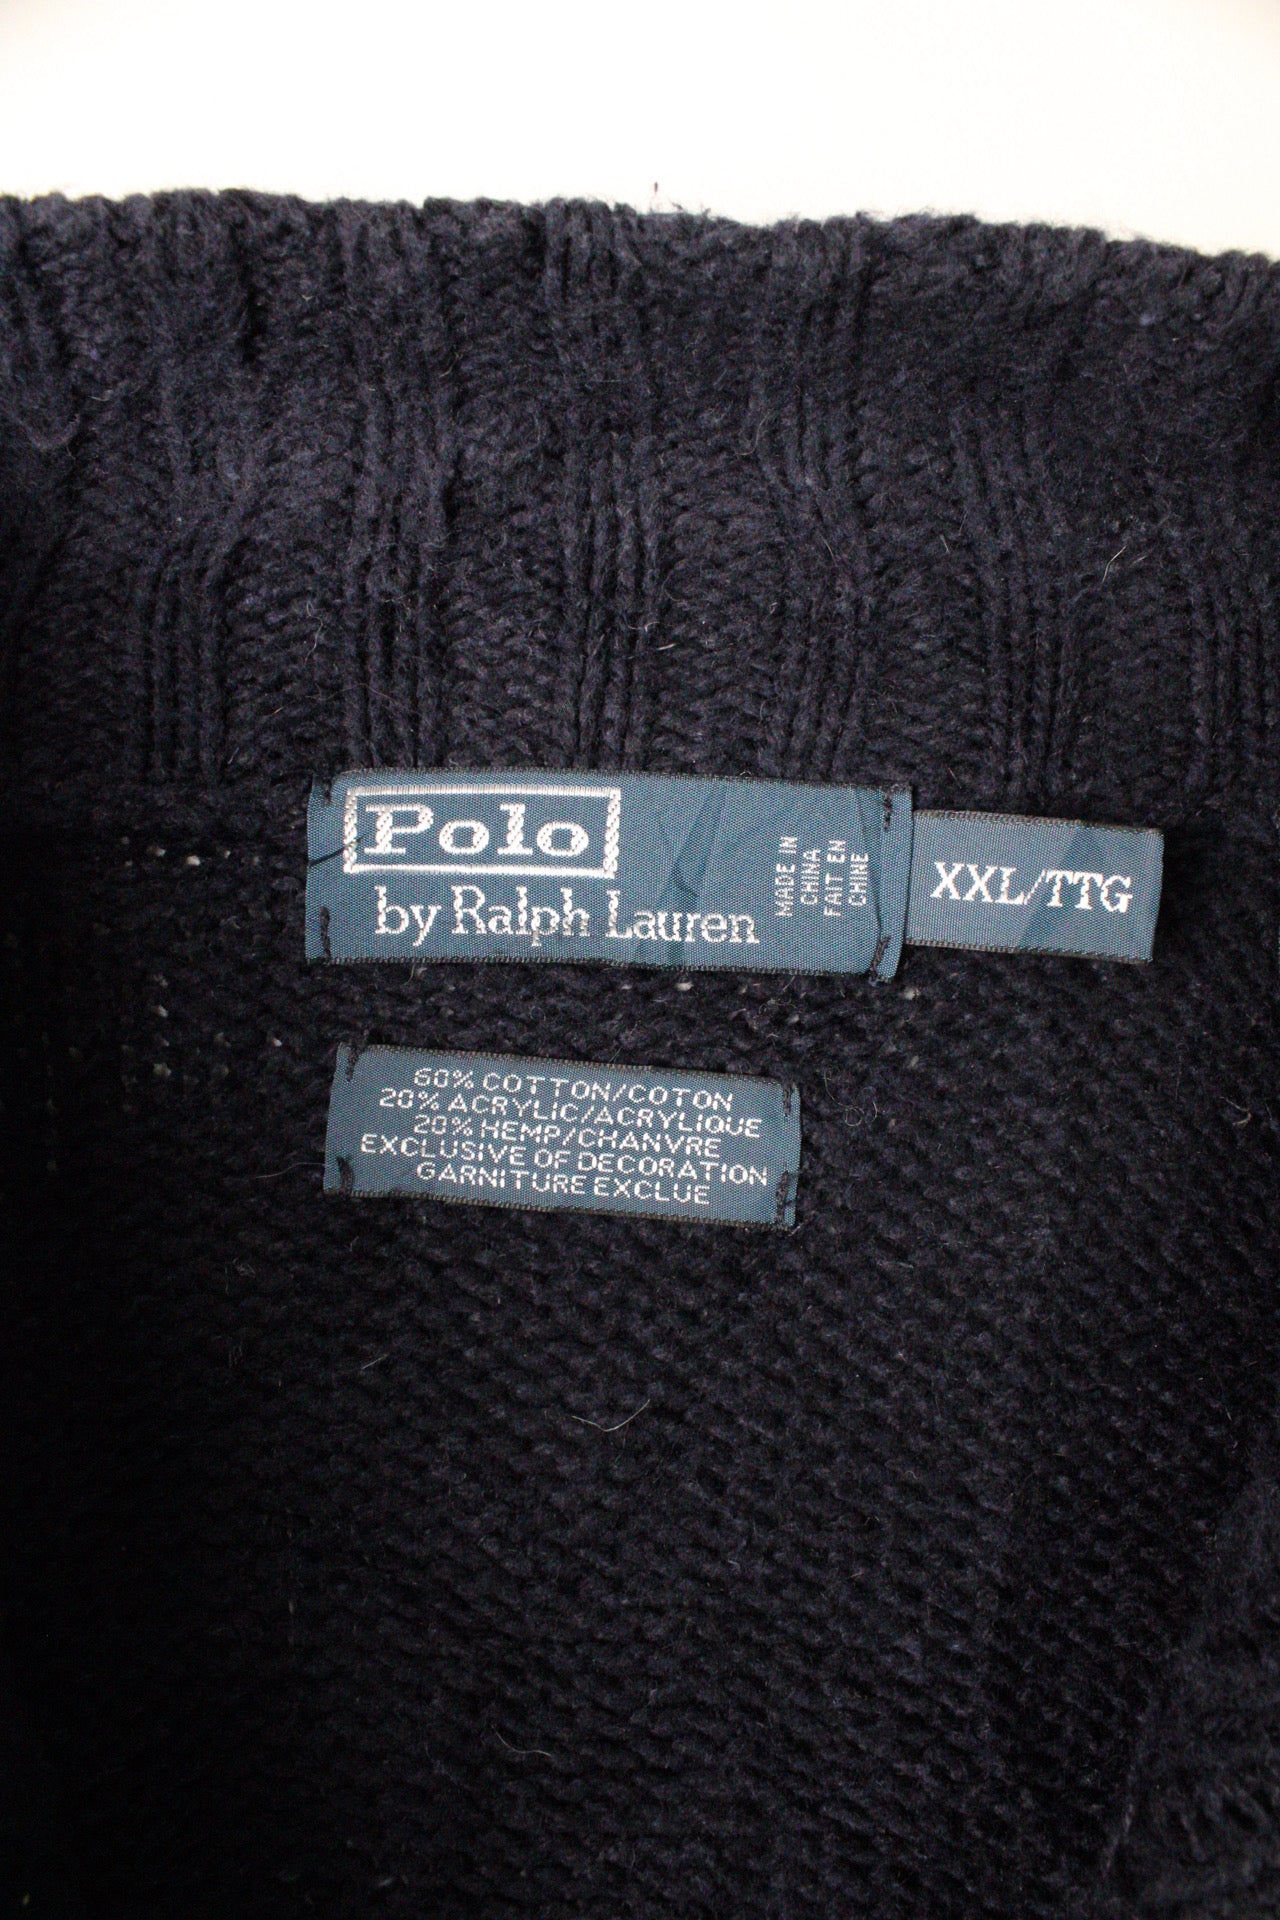 Polo
by Ralph Lauren
MADE IN
CHINA
FAIT EN
CHINE
XXL/TTG
60% COTTON/COTON
20% ACRYLIC/ACRYLIQUE
20% HEMP/CHANVRE
EXCLUSIVE OF DECORATION
GARNITURE EXCLUE